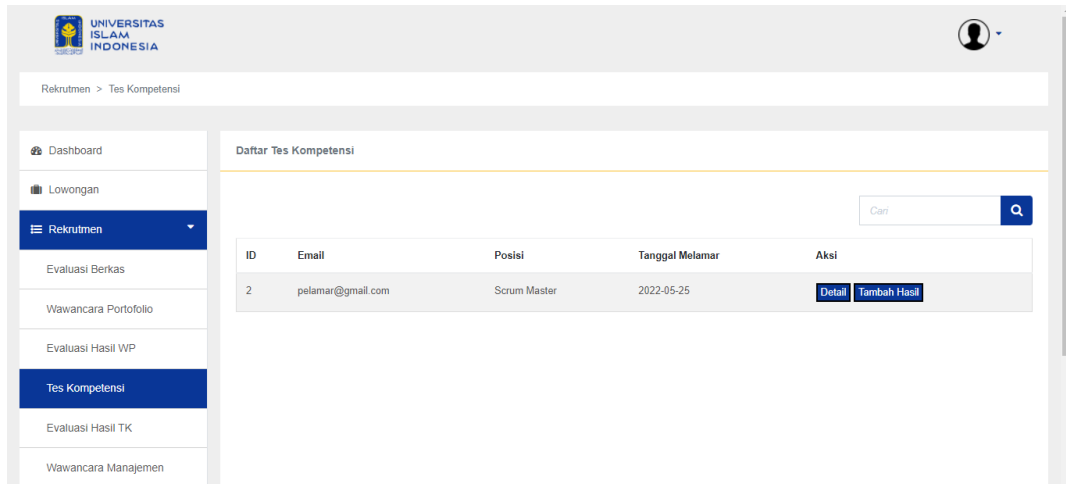 UNIVERSITAS
ISLAM
INDONESIA
Rekrutmen > Tes Kompetensi
Dashboard
Lowongan
Rekrutmen
Evaluasi Berkas
Wawancara Portofolio
Evaluasi Hasil WP
Tes Kompetensi
Evaluasi Hasil TK
Wawancara Manajemen
Daftar Tes Kompetensi
Cari
ID Email Posisi Tanggal Melamar Aksi
2 pelamar@gmail.com Scrum Master 2022-05-25 Detail Tambah Hasil